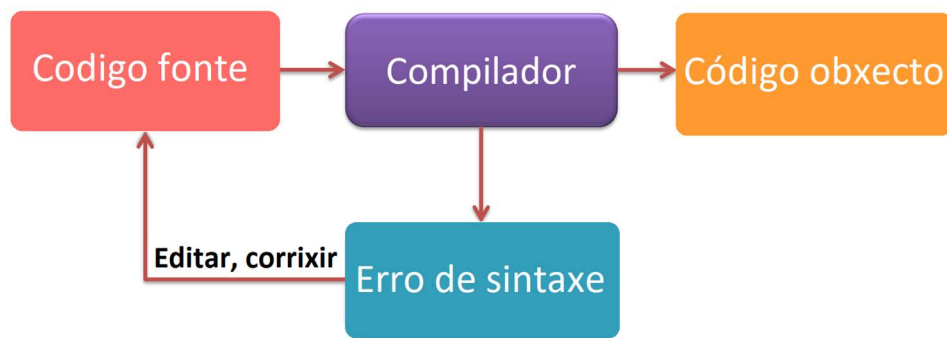 Codigo fonte
Compilador
Código obxecto
Editar, corrixir
Erro de sintaxe